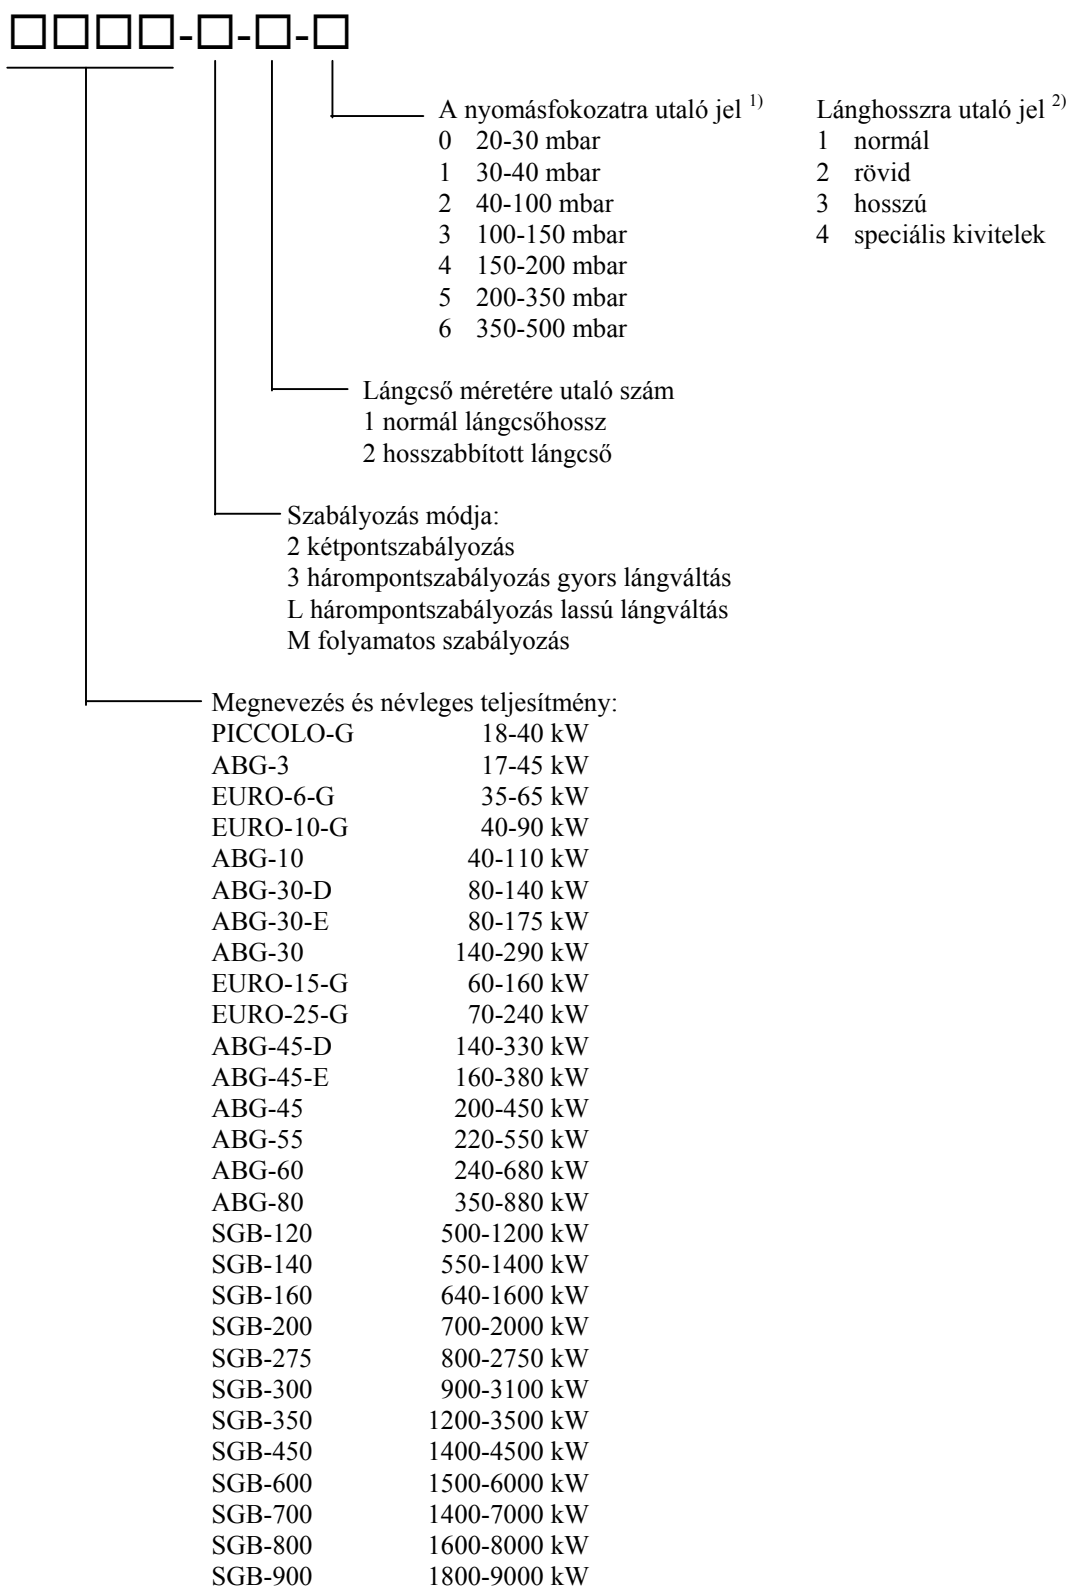 □□□□-□-□-□
A nyomásfokozatra utaló jel 1) Lánghosszra utaló jel 2)
0 20-30 mbar 1 normál
1 30-40 mbar 2 rövid
2 40-100 mbar 3 hosszú
3 100-150 mbar 4 speciális kivitelek
4 150-200 mbar
5 200-350 mbar
6 350-500 mbar
Lángcső méretére utaló szám
1 normál lángcsőhossz
2 hosszabbított lángcső
Szabályozás módja:
2 kétpontszabályozás
3 hárompontszabályozás gyors lángváltás
L hárompontszabályozás lassú lángváltás
M folyamatos szabályozás
Megnevezés és névleges teljesítmény:
PICCOLO-G 18-40 kW
ABG-3 17-45 kW
EURO-6-G 35-65 kW
EURO-10-G 40-90 kW
ABG-10 40-110 kW
ABG-30-D 80-140 kW
ABG-30-E 80-175 kW
ABG-30 140-290 kW
EURO-15-G 60-160 kW
EURO-25-G 70-240 kW
ABG-45-D 140-330 kW
ABG-45-E 160-380 kW
ABG-45 200-450 kW
ABG-55 220-550 kW
ABG-60 240-680 kW
ABG-80 350-880 kW
SGB-120 500-1200 kW
SGB-140 550-1400 kW
SGB-160 640-1600 kW
SGB-200 700-2000 kW
SGB-275 800-2750 kW
SGB-300 900-3100 kW
SGB-350 1200-3500 kW
SGB-450 1400-4500 kW
SGB-600 1500-6000 kW
SGB-700 1400-7000 kW
SGB-800 1600-8000 kW
SGB-900 1800-9000 kW